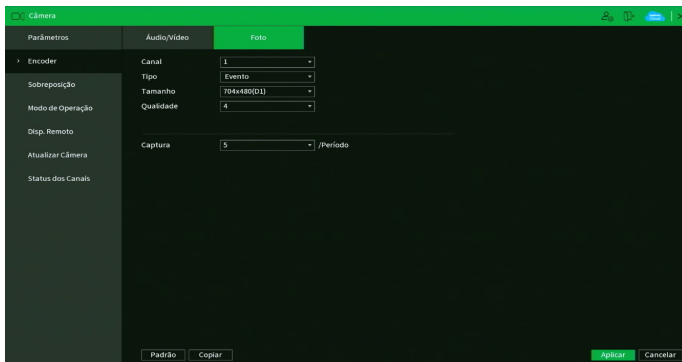 Câmera
Parâmetros
Áudio/Vídeo Foto
> Encoder
Canal 1
Tipo Evento
Sobreposição
Tamanho 704x480(D1)
Modo de Operação
Qualidade 4
Disp. Remoto
Captura 5 /Período
Atualizar Câmera
Status dos Canais
Padrão Copiar Aplicar Cancelar